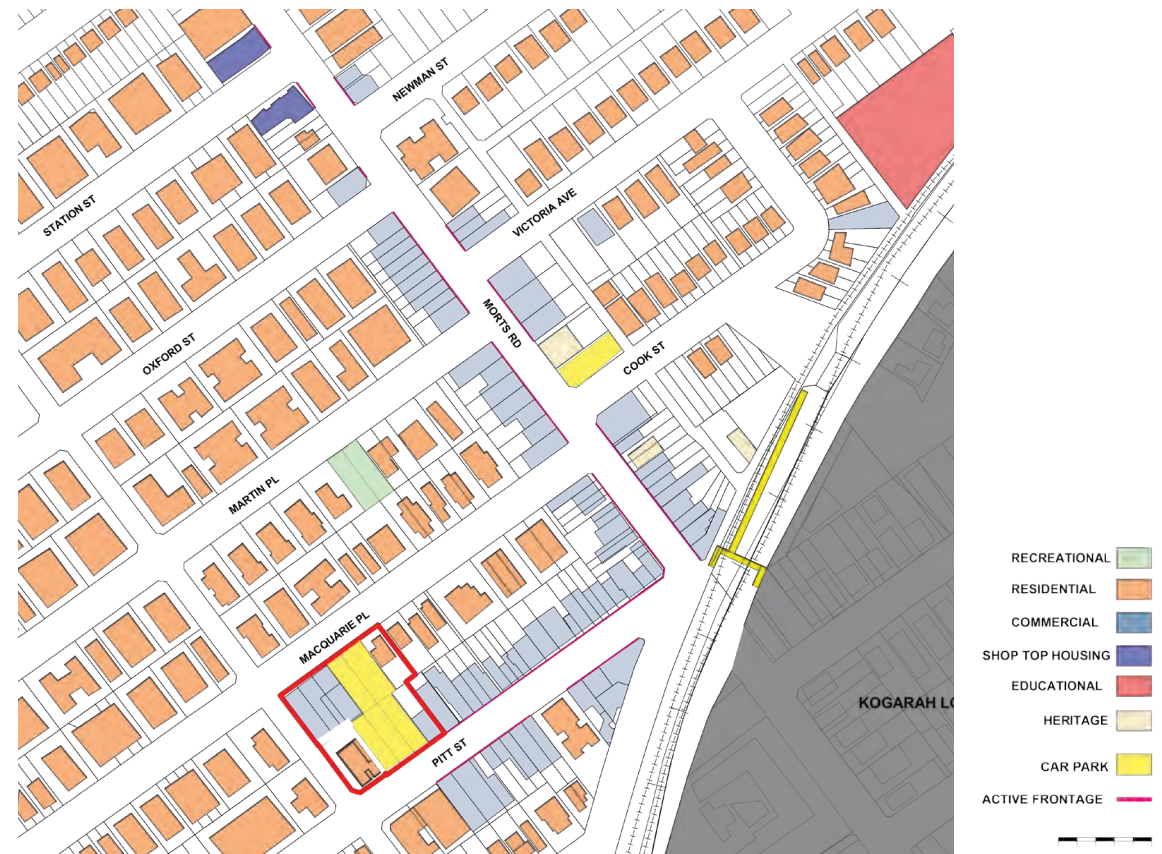 NEWMAN ST
STATION ST
VICTORIA AVE
MORTS RD
OXFORD ST
COOK ST
MARTIN PL
MACQUARIE PL
PITT ST
KOGARAH LO
RECREATIONAL
RESIDENTIAL
COMMERCIAL
SHOP TOP HOUSING
EDUCATIONAL
HERITAGE
CAR PARK
ACTIVE FRONTAGE